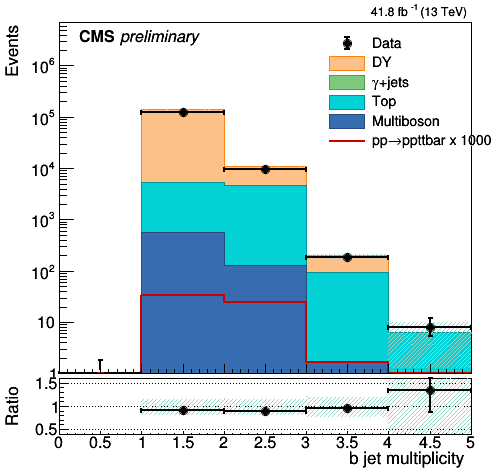 41.8 fb⁻¹ (13 TeV)
CMS preliminary
Events
Data
DY
γ+jets
Top
Multiboson
pp→ppttbar x 1000
10⁶
10⁵
10⁴
10³
10²
10
1
Ratio
1.5
1
0.5
0 0.5 1 1.5 2 2.5 3 3.5 4 4.5 5
b jet multiplicity